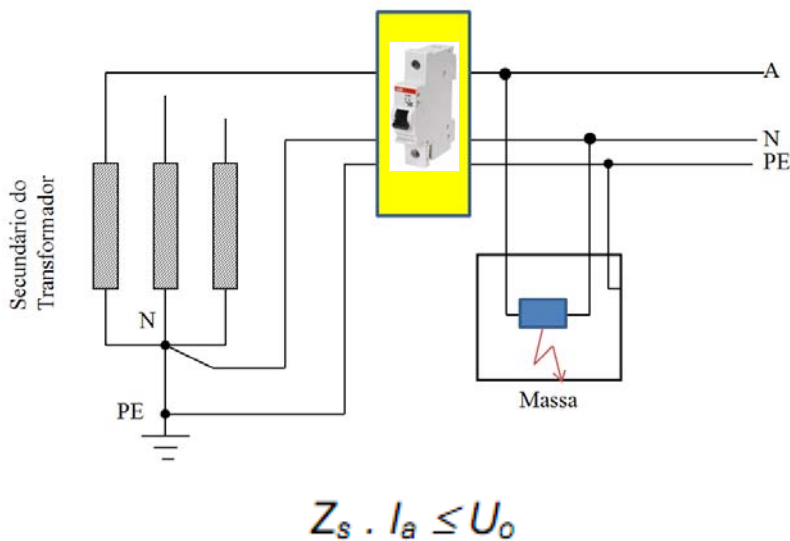 A
N
PE
Secundário do
Transformador
N
PE
Massa
Zₛ . Iₐ ≤ Uₒ